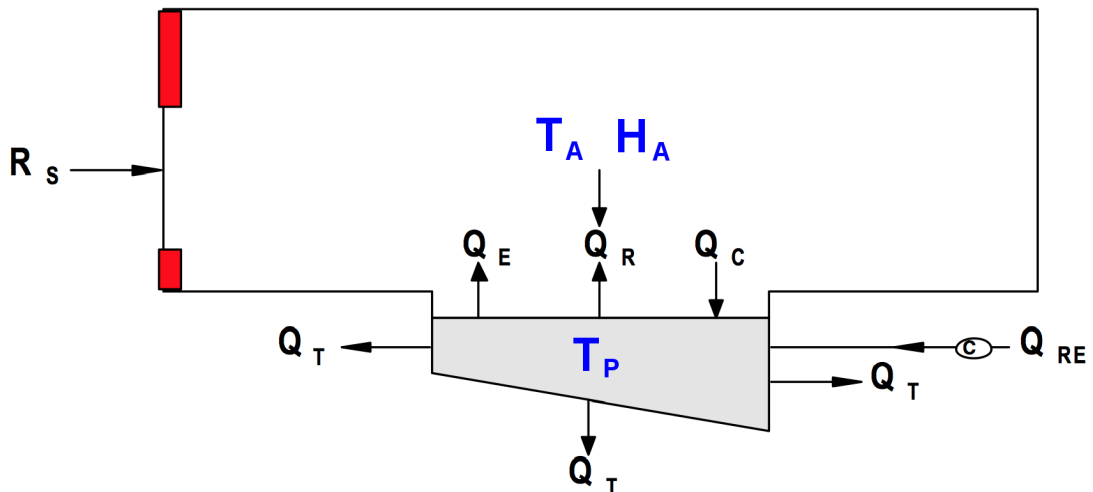 T A H A
R S
Q E Q R Q C
Q T T P C Q RE
Q T
Q T